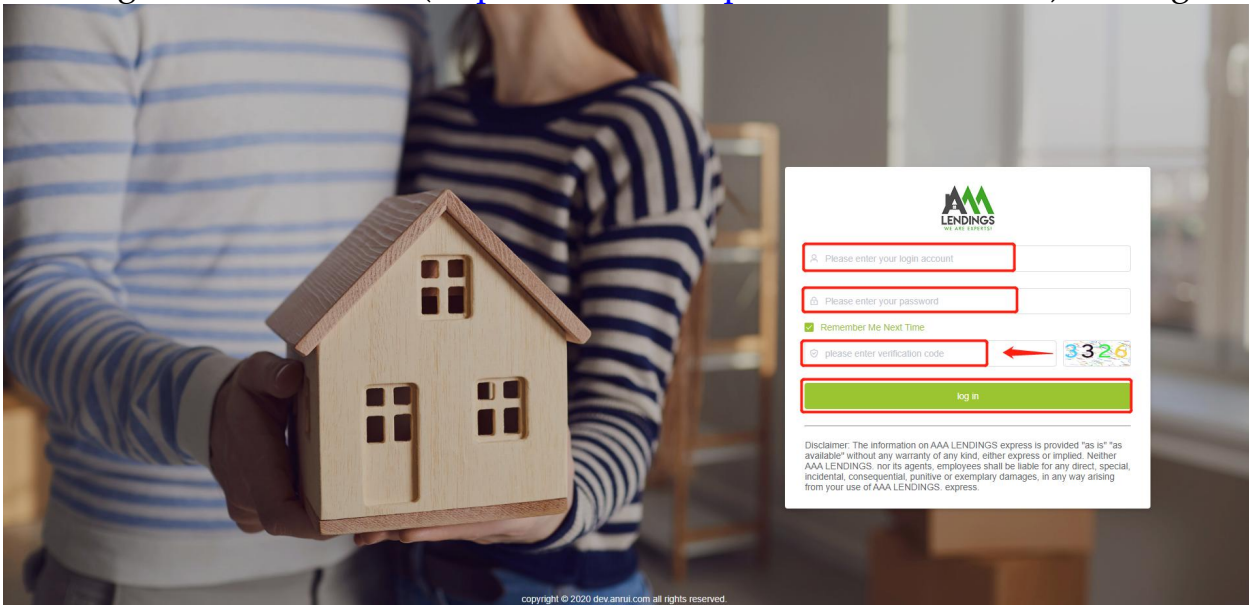 AAA
LENDINGS
WE ARE EXPERTS!
Please enter your login account
Please enter your password
Remember Me Next Time
please enter verification code
3326
log in
Disclaimer: The information on AAA LENDINGS express is provided "as is" "as
available" without any warranty of any kind, either express or implied. Neither
AAA LENDINGS. nor its agents, employees shall be liable for any direct, special,
incidental, consequential, punitive or exemplary damages, in any way arising
from your use of AAA LENDINGS. express.
copyright © 2020 dev.anrui.com all rights reserved.